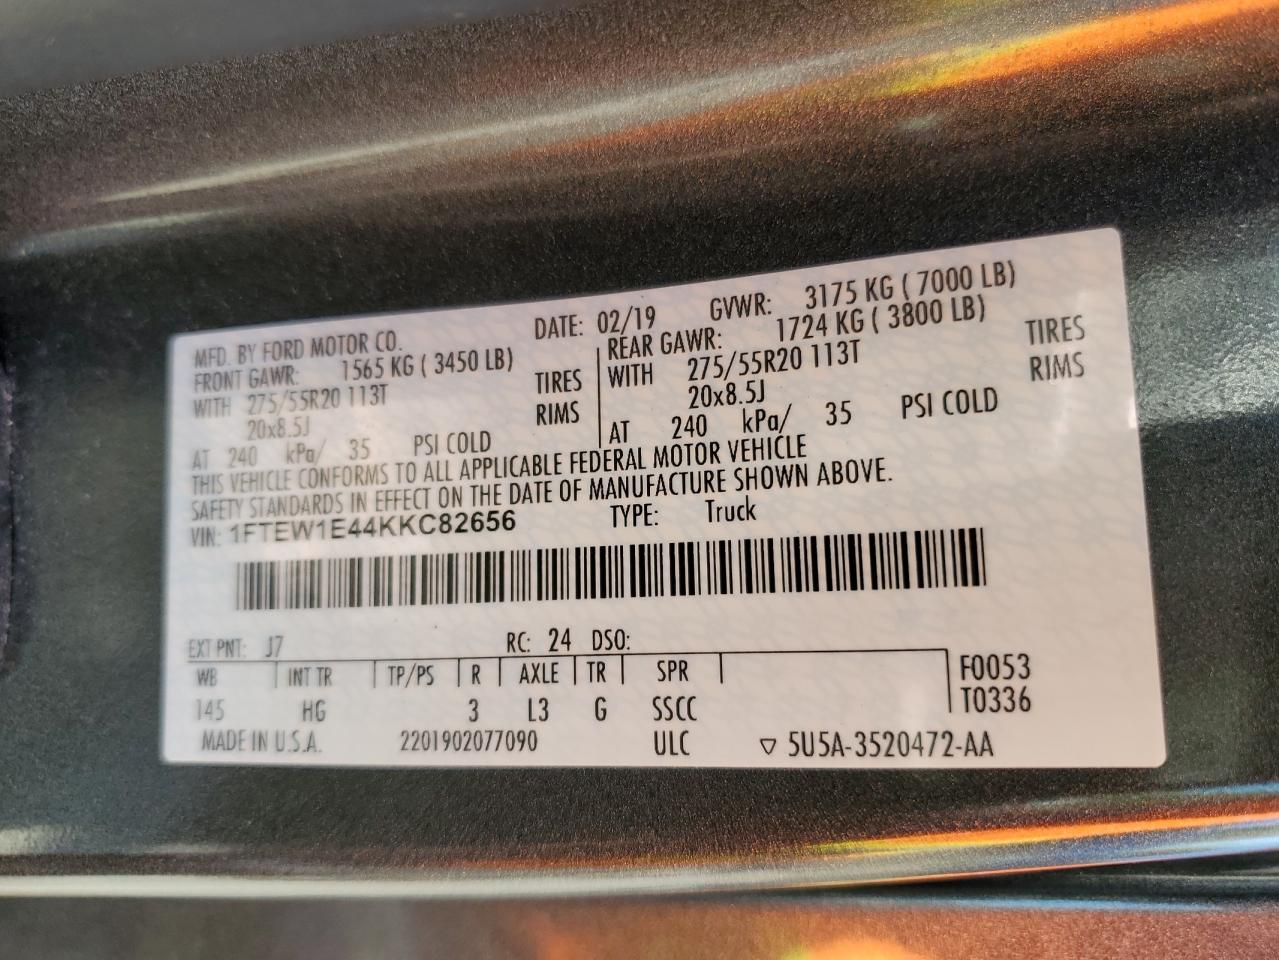 MFD. BY FORD MOTOR CO. DATE: 02/19 GVWR: 3175 KG ( 7000 LB)
FRONT GAWR: 1565 KG ( 3450 LB)
WITH 275/55R20 113T TIRES
20x8.5J RIMS
AT 240 kPa/ 35 PSI COLD
REAR GAWR: 1724 KG ( 3800 LB)
WITH 275/55R20 113T TIRES
20x8.5J RIMS
AT 240 kPa/ 35 PSI COLD
THIS VEHICLE CONFORMS TO ALL APPLICABLE FEDERAL MOTOR VEHICLE
SAFETY STANDARDS IN EFFECT ON THE DATE OF MANUFACTURE SHOWN ABOVE.
VIN: 1FTEW1E44KKC82656 TYPE: Truck
EXT PNT: J7 RC: 24 DSO:
WB INT TR TP/PS R AXLE TR SPR F0053
145 HG 3 L3 G SSCC T0336
MADE IN U.S.A. 2201902077090 ULC ▽ 5U5A-3520472-AA